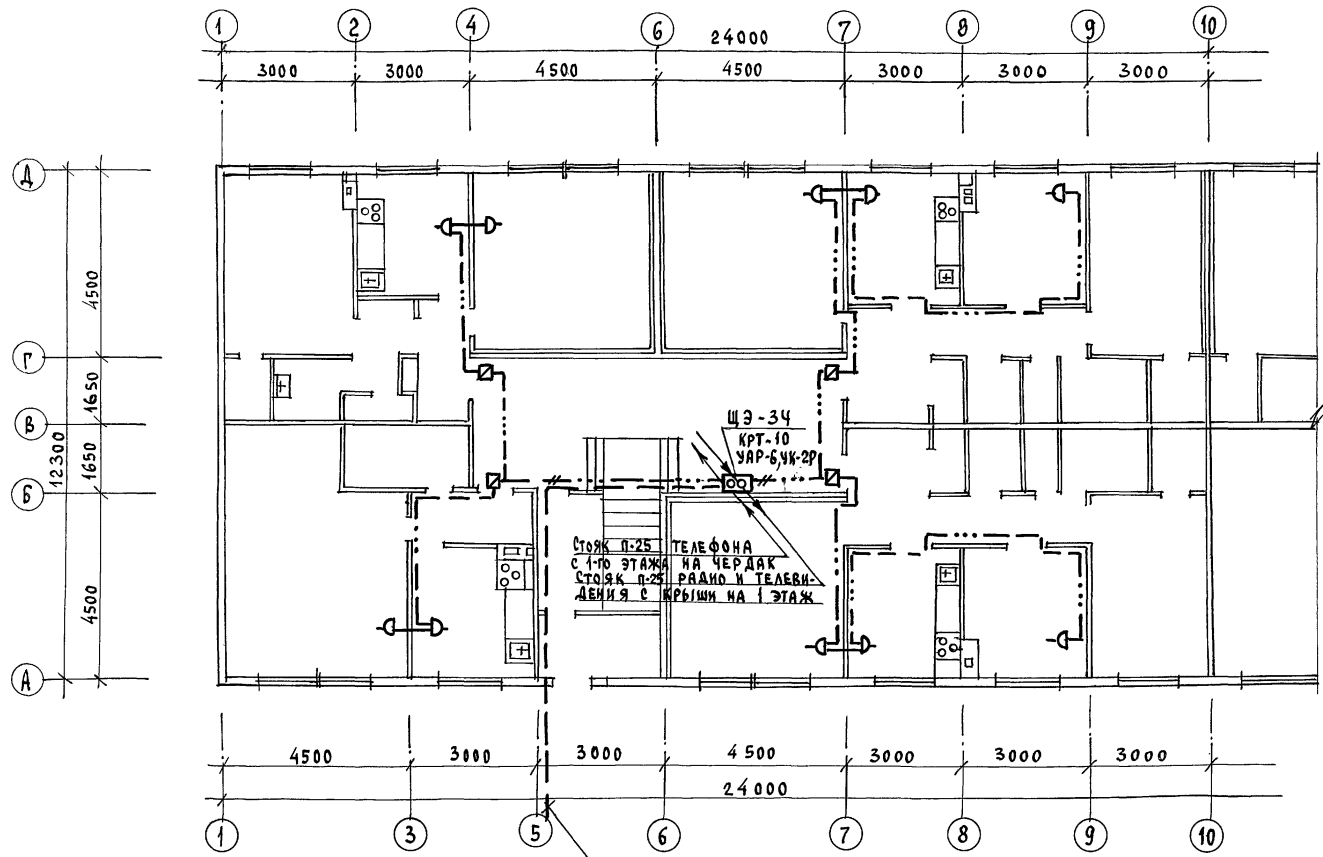 1 2 4 6 7 8 9 10
24000
3000 3000 4500 4500 3000 3000 3000
Д
Г
В
Б
А
12300
4500
1650
1650
4500
ЩЭ-34
КРТ-10
УАР-6,УК-2Р
СТОЯК П-25 ТЕЛЕФОНА
С 1-ГО ЭТАЖА НА ЧЕРДАК
СТОЯК П-25 РАДИО И ТЕЛЕВИ-
ДЕНИЯ С КРЫШИ НА 1 ЭТАЖ
4500 3000 3000 4500 3000 3000 3000
24000
1 3 5 6 7 8 9 10